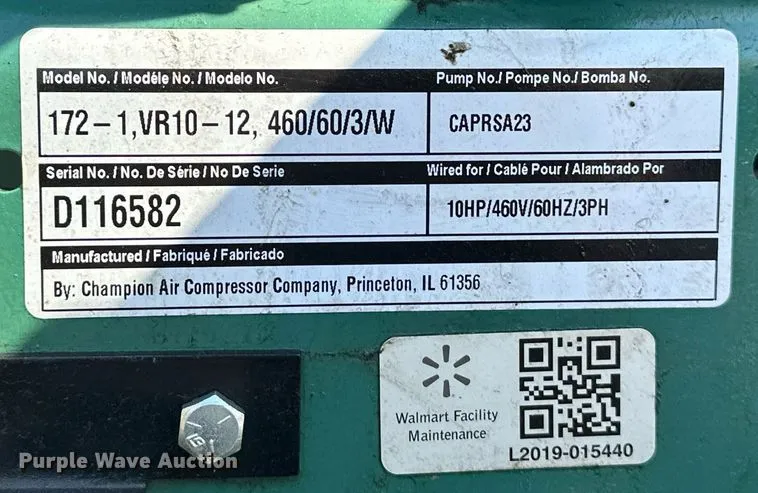 Model No. / Modéle No. / Modelo No.
Pump No./ Pompe No./ Bomba No.
172-1,VR10-12, 460/60/3/W
CAPRSA23
Serial No. / No. De Série / No De Serie
Wired for / Cablé Pour / Alambrado Por
D116582
10HP/460V/60HZ/3PH
Manufactured / Fabriqué / Fabricado
By: Champion Air Compressor Company, Princeton, IL 61356
Walmart Facility
Maintenance
L2019-015440
Purple Wave Auction